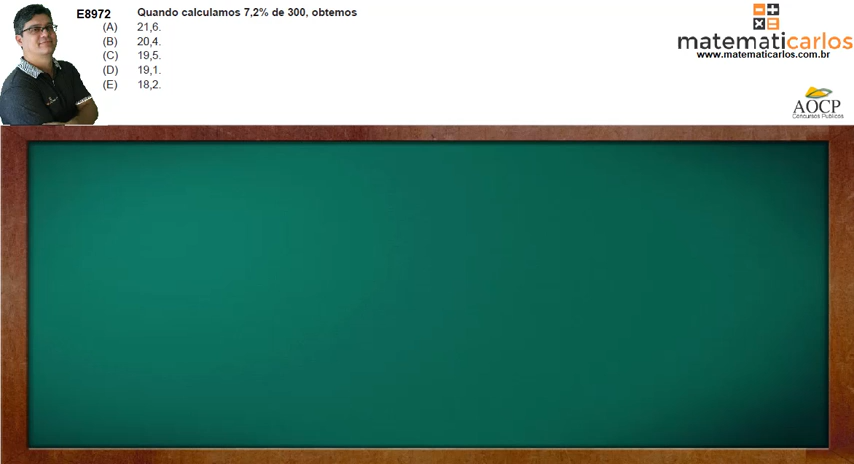 E8972 Quando calculamos 7,2% de 300, obtemos
(A) 21,6.
(B) 20,4.
(C) 19,5.
(D) 19,1.
(E) 18,2.
matematicarlos
www.matematicarlos.com.br
AOCP
Concursos Públicos